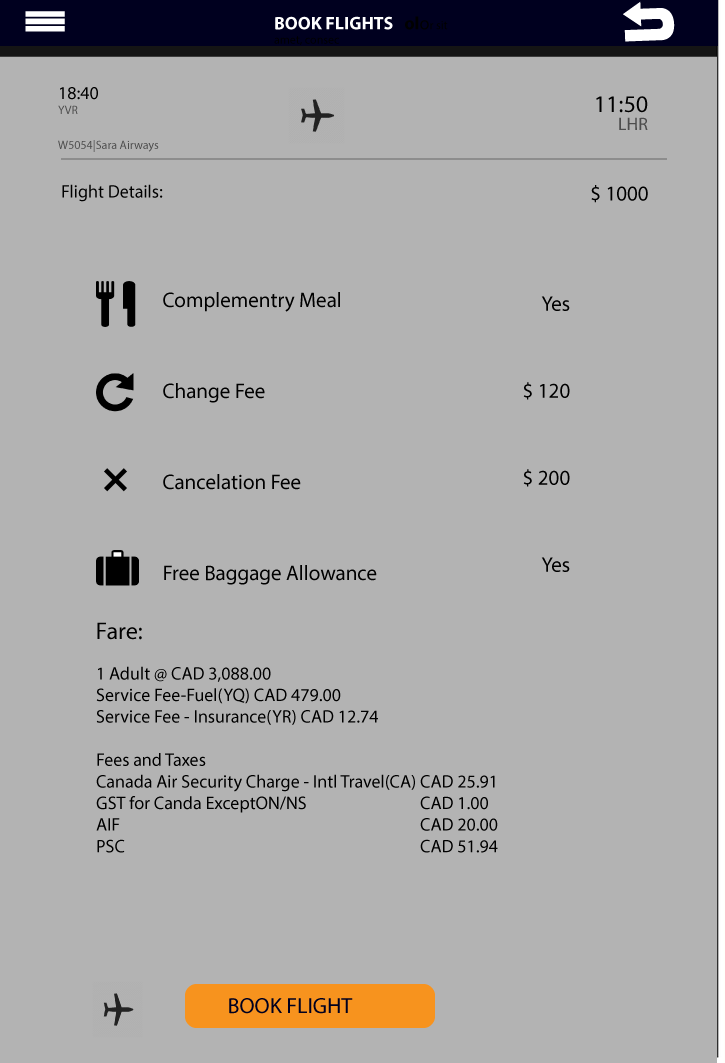 BOOK FLIGHTS
18:40 11:50
YVR LHR
W5054|Sara Airways
Flight Details: $ 1000
Complementry Meal Yes
Change Fee $ 120
Cancelation Fee $ 200
Free Baggage Allowance Yes
Fare:
1 Adult @ CAD 3,088.00
Service Fee-Fuel(YQ) CAD 479.00
Service Fee - Insurance(YR) CAD 12.74
Fees and Taxes
Canada Air Security Charge - Intl Travel(CA) CAD 25.91
GST for Canda ExceptON/NS CAD 1.00
AIF CAD 20.00
PSC CAD 51.94
BOOK FLIGHT